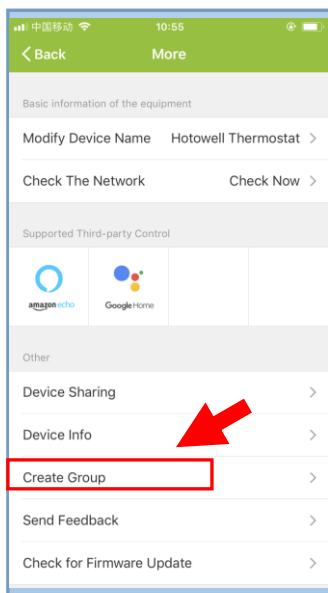 中国移动 10:55
Back More
Basic information of the equipment
Modify Device Name Hotowell Thermostat
Check The Network Check Now
Supported Third-party Control
amazon echo Google Home
Other
Device Sharing
Device Info
Create Group
Send Feedback
Check for Firmware Update